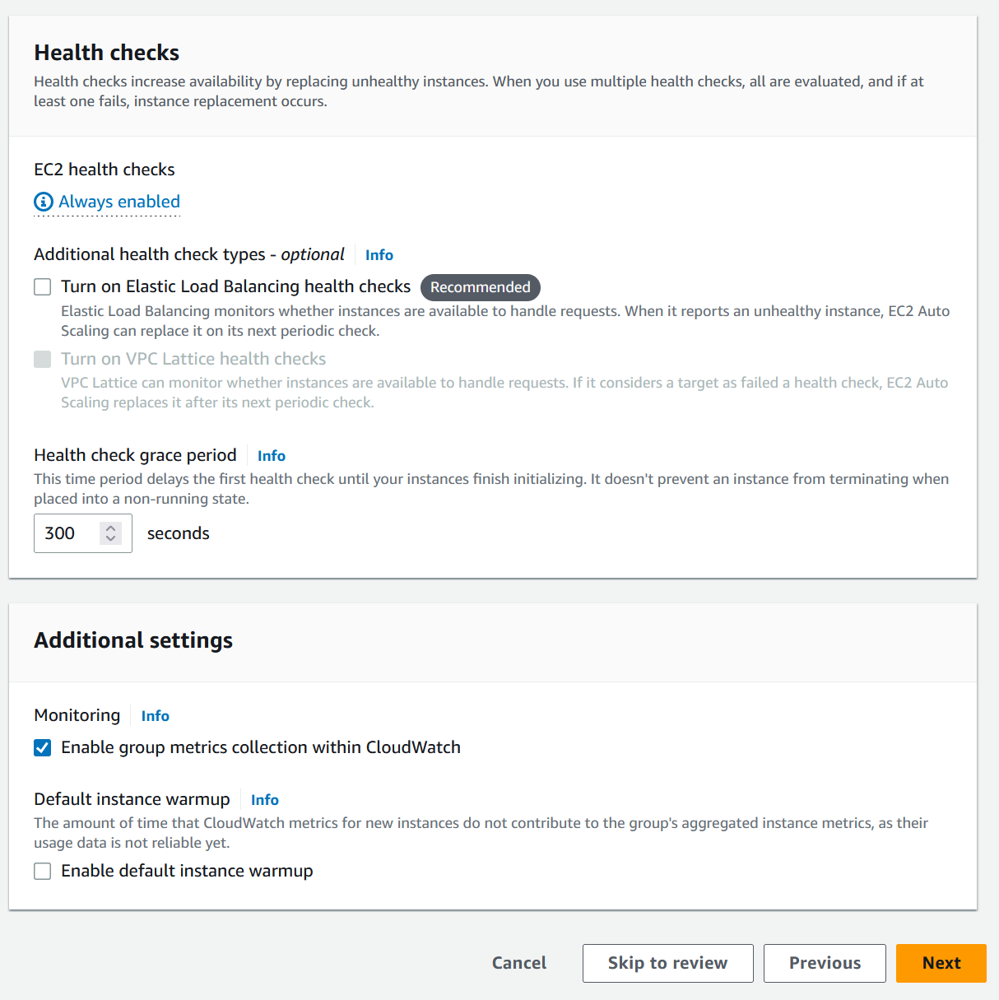 Health checks
Health checks increase availability by replacing unhealthy instances. When you use multiple health checks, all are evaluated, and if at
least one fails, instance replacement occurs.
EC2 health checks
Always enabled
Additional health check types - optional Info
Turn on Elastic Load Balancing health checks Recommended
Elastic Load Balancing monitors whether instances are available to handle requests. When it reports an unhealthy instance, EC2 Auto
Scaling can replace it on its next periodic check.
Turn on VPC Lattice health checks
VPC Lattice can monitor whether instances are available to handle requests. If it considers a target as failed a health check, EC2 Auto
Scaling replaces it after its next periodic check.
Health check grace period Info
This time period delays the first health check until your instances finish initializing. It doesn't prevent an instance from terminating when
placed into a non-running state.
300 seconds
Additional settings
Monitoring Info
Enable group metrics collection within CloudWatch
Default instance warmup Info
The amount of time that CloudWatch metrics for new instances do not contribute to the group's aggregated instance metrics, as their
usage data is not reliable yet.
Enable default instance warmup
Cancel Skip to review Previous Next